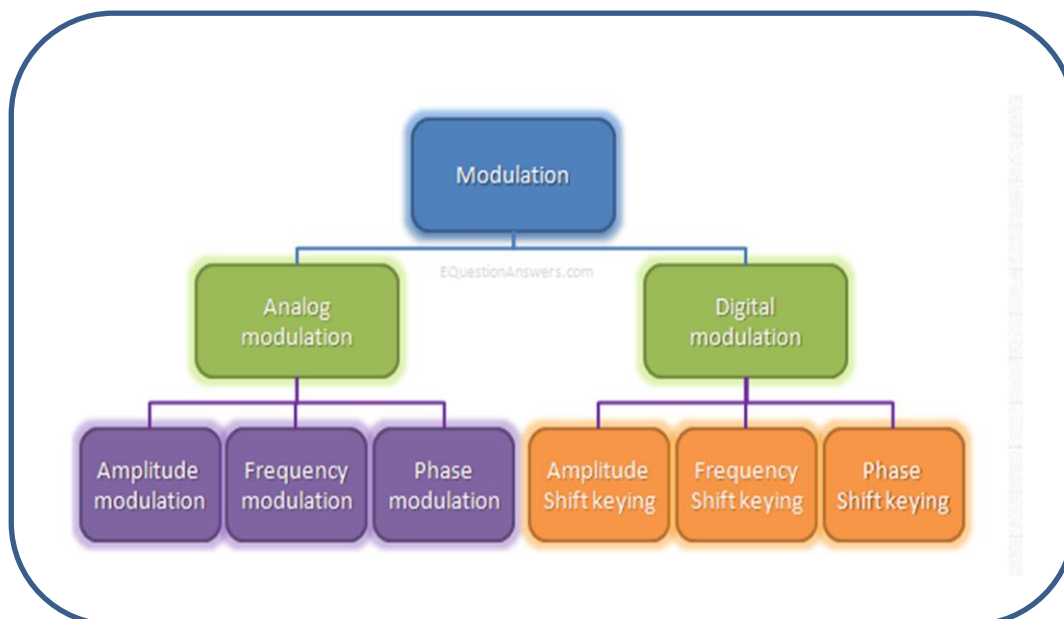 Modulation
EQuestionAnswers.com
Analog
modulation
Digital
modulation
Amplitude
modulation
Frequency
modulation
Phase
modulation
Amplitude
Shift keying
Frequency
Shift keying
Phase
Shift keying